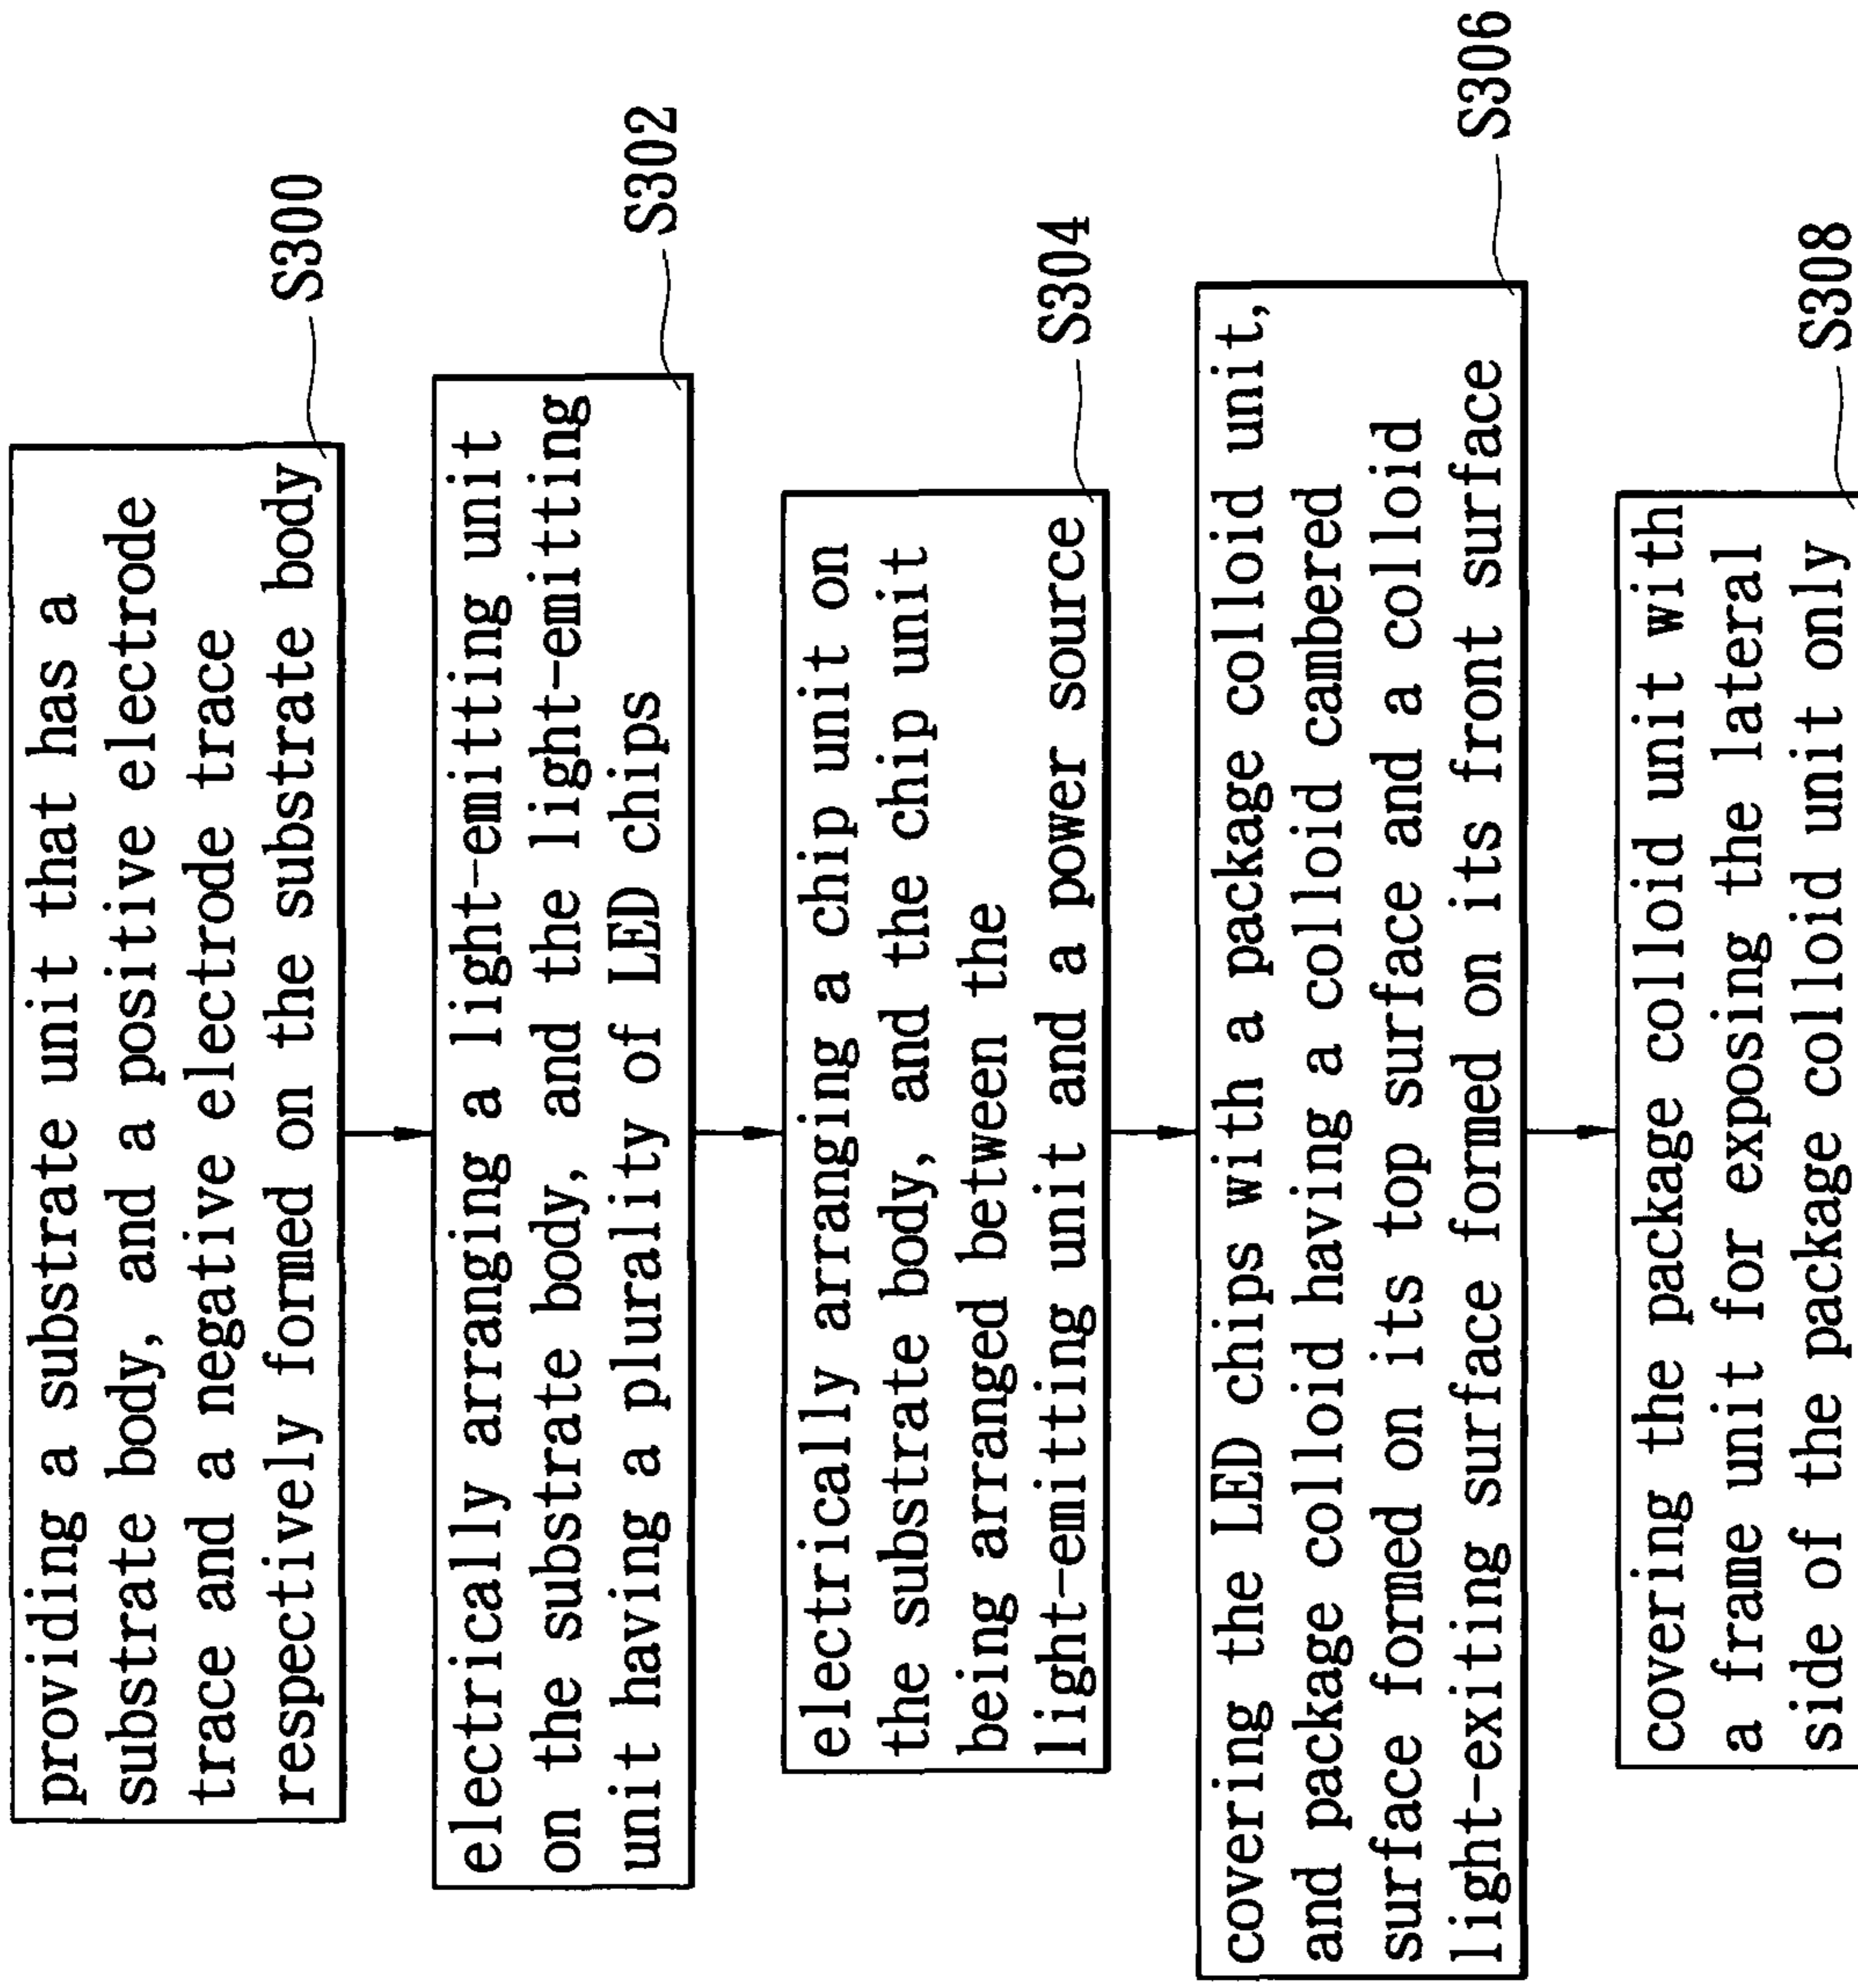 providing a substrate unit that has a
substrate body, and a positive electrode
trace and a negative electrode trace
respectively formed on the substrate body
S300
electrically arranging a light-emitting unit
on the substrate body, and the light-emitting
unit having a plurality of LED chips
S302
electrically arranging a chip unit on
the substrate body, and the chip unit
being arranged between the
light-emitting unit and a power source
S304
covering the LED chips with a package colloid unit,
and package colloid having a colloid cambered
surface formed on its top surface and a colloid
light-exiting surface formed on its front surface
S306
covering the package colloid unit with
a frame unit for exposing the lateral
side of the package colloid unit only
S308